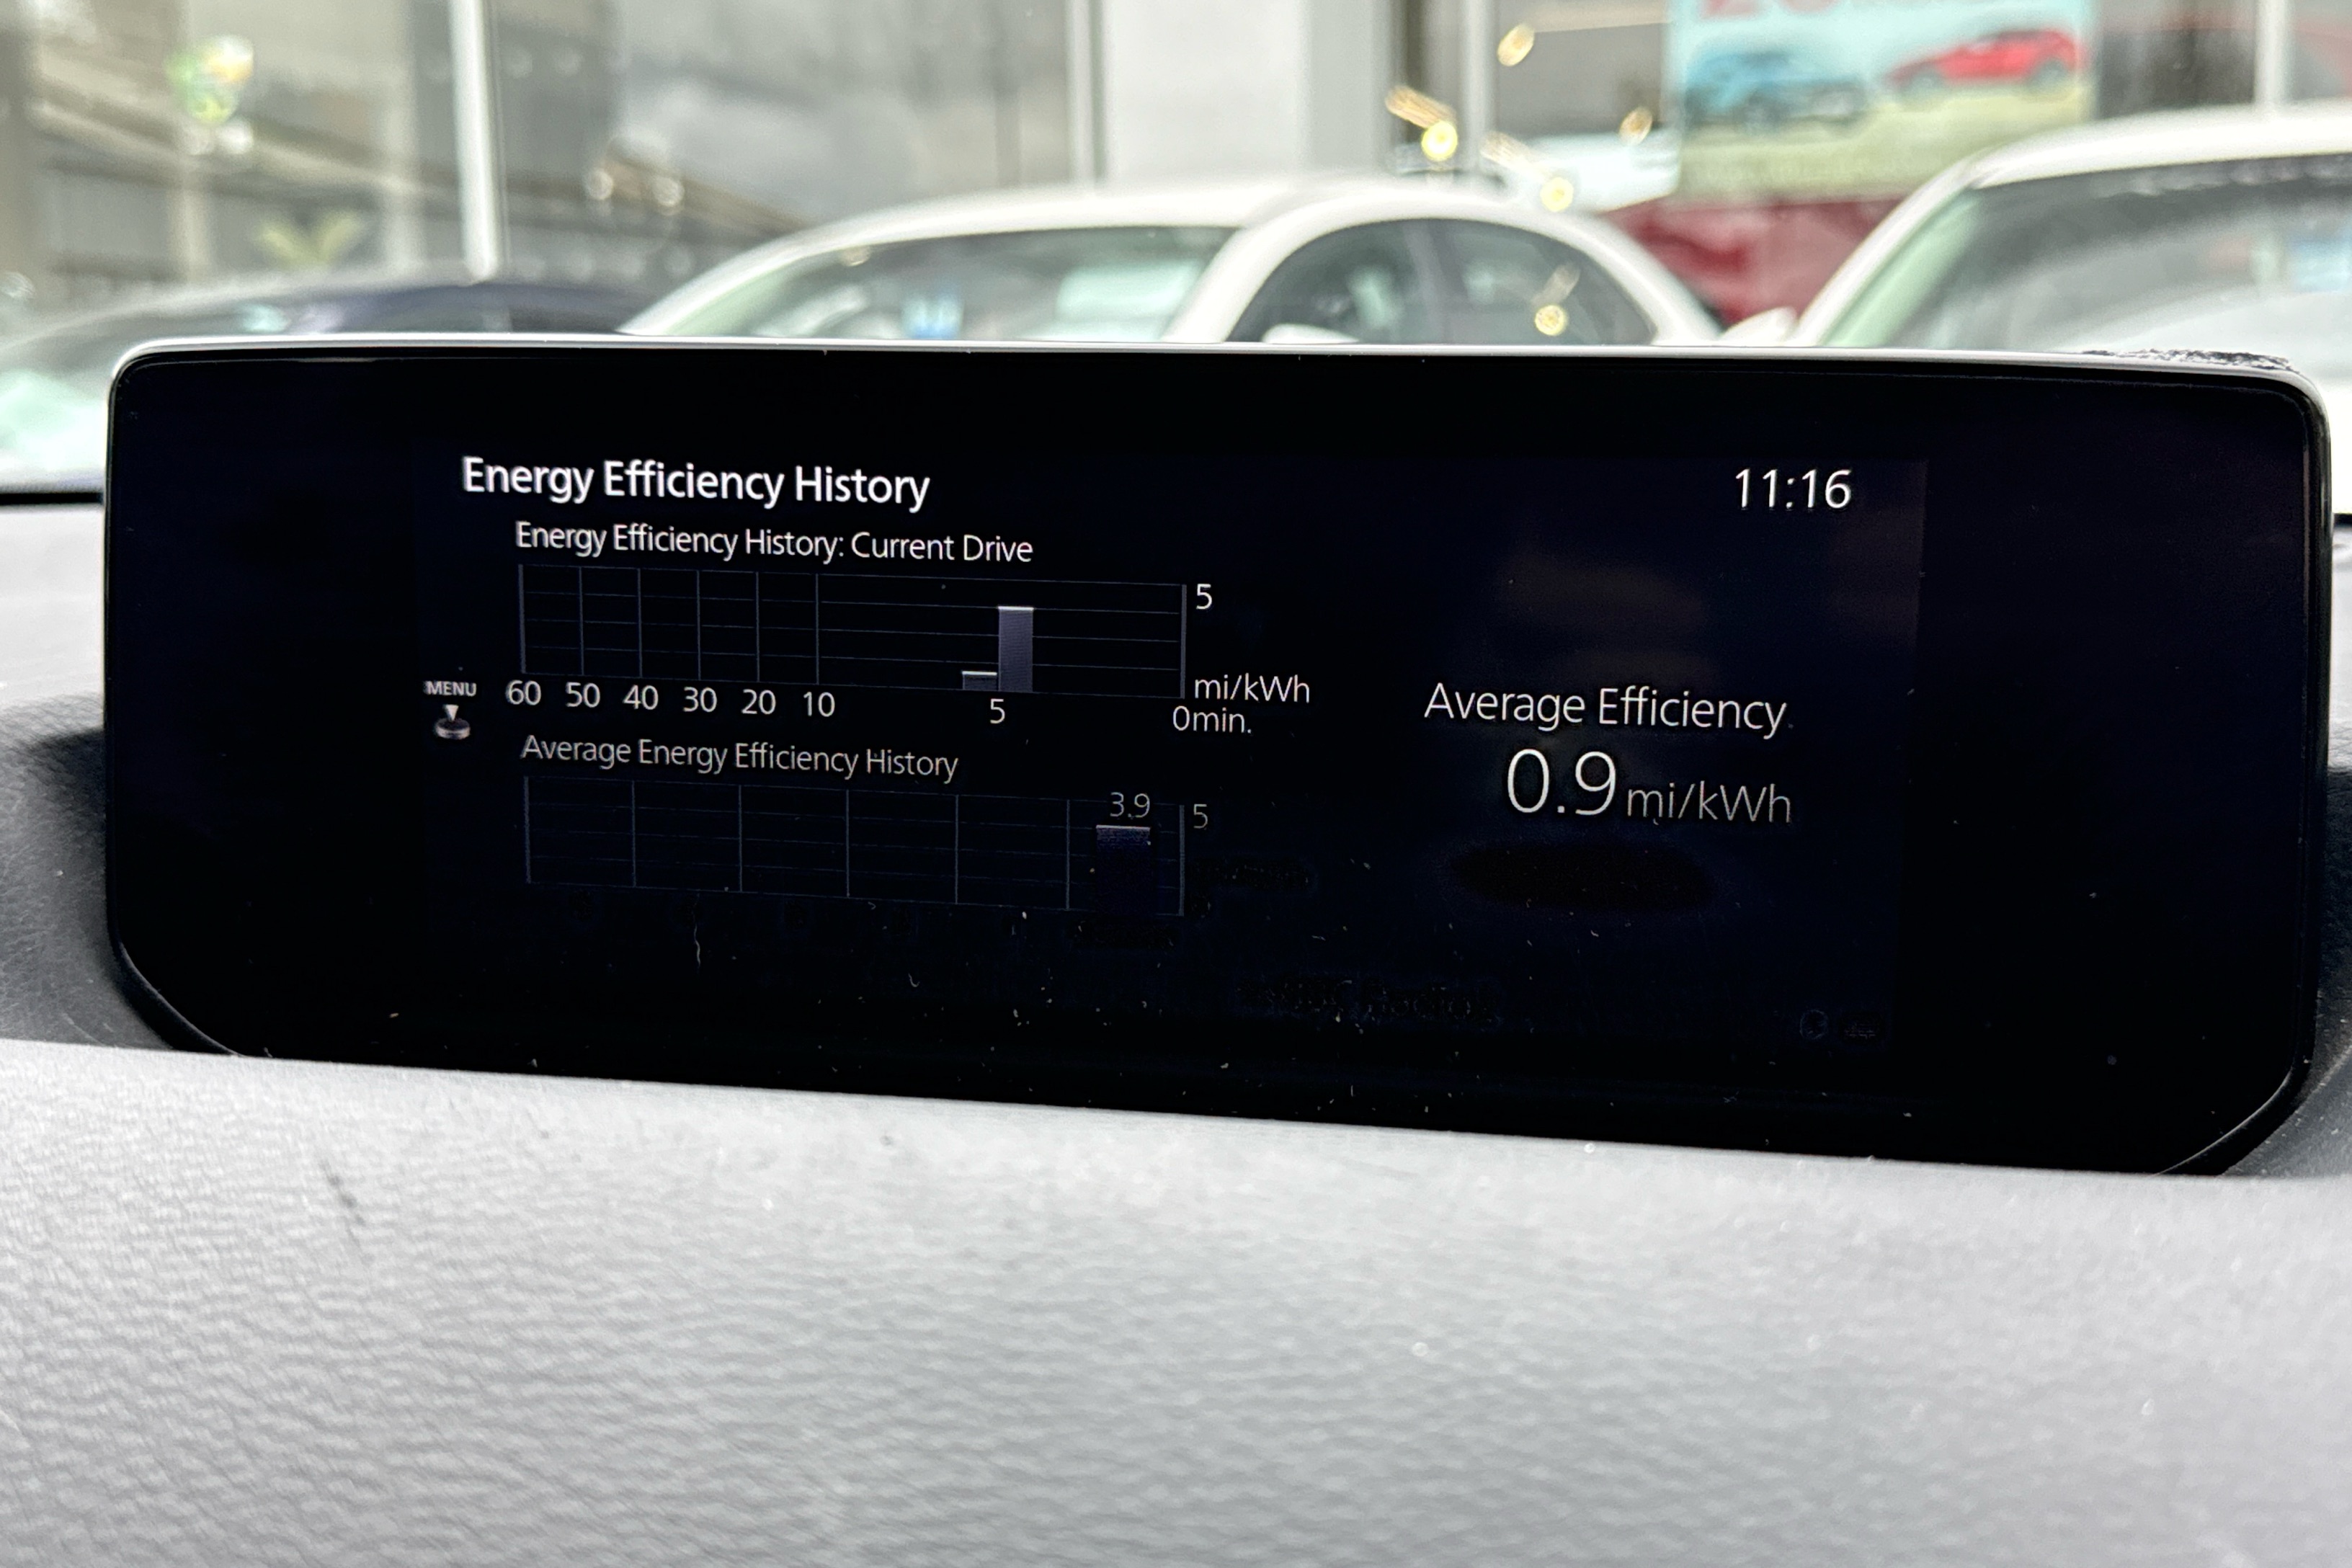 Energy Efficiency History
11:16
Energy Efficiency History: Current Drive
5
mi/kWh
MENU
60 50 40 30 20 10 5 0min.
Average Efficiency
0.9 mi/kWh
Average Energy Efficiency History
3.9
5